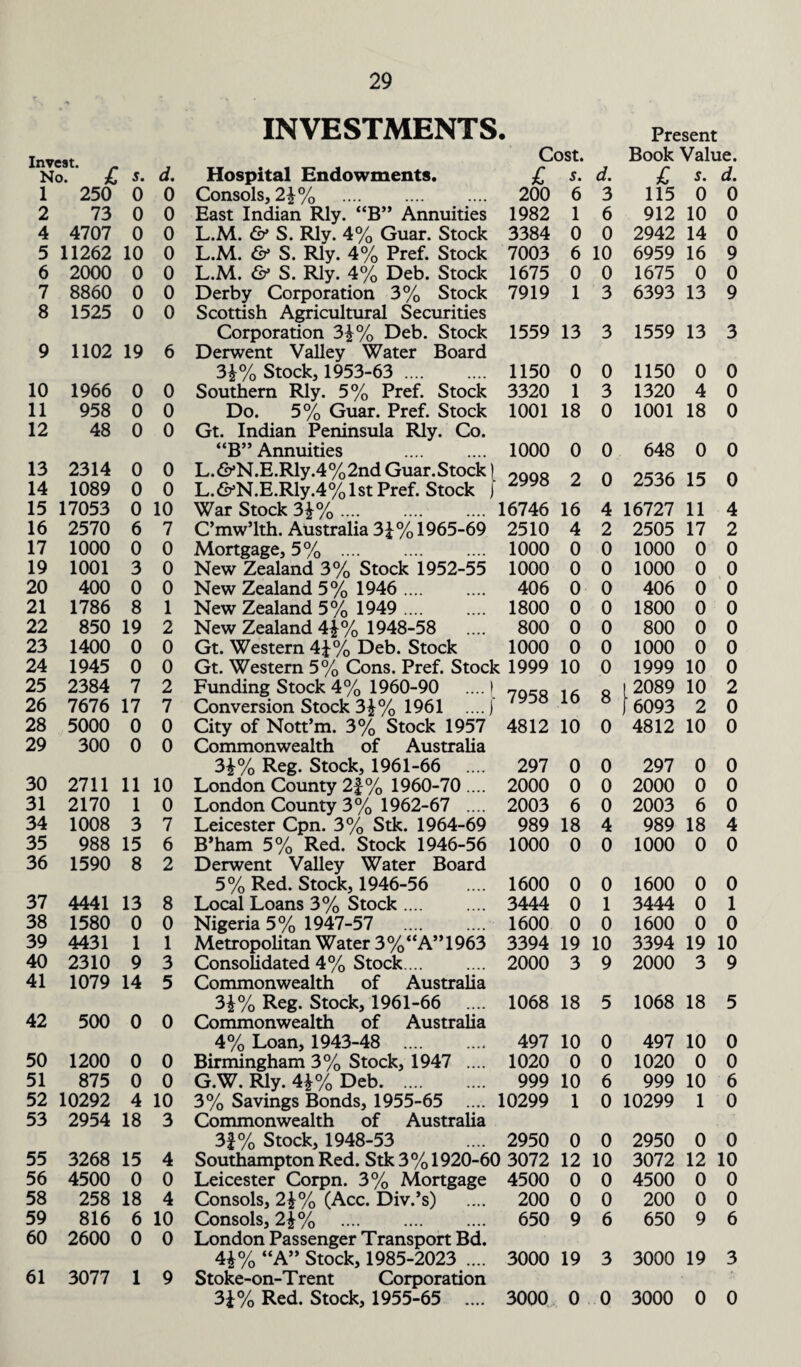 29
INVESTMENTS.
Present
Invest. Cost. Book Value.
No. £ s. d. Hospital Endowments. £ s. d. £ s. d.
1 250 0 0 Consols, 2½% .... .... .... 200 6 3 115 0 0
2 73 0 0 East Indian Rly. “B” Annuities 1982 1 6 912 10 0
4 4707 0 0 L.M. & S. Rly. 4% Guar. Stock 3384 0 0 2942 14 0
5 11262 10 0 L.M. & S. Rly. 4% Pref. Stock 7003 6 10 6959 16 9
6 2000 0 0 L.M. & S. Rly. 4% Deb. Stock 1675 0 0 1675 0 0
7 8860 0 0 Derby Corporation 3% Stock 7919 1 3 6393 13 9
8 1525 0 0 Scottish Agricultural Securities
Corporation 3½% Deb. Stock 1559 13 3 1559 13 3
9 1102 19 6 Derwent Valley Water Board
3½% Stock, 1953-63 .... .... 1150 0 0 1150 0 0
10 1966 0 0 Southern Rly. 5% Pref. Stock 3320 1 3 1320 4 0
11 958 0 0 Do. 5% Guar. Pref. Stock 1001 18 0 1001 18 0
12 48 0 0 Gt. Indian Peninsula Rly. Co.
“B” Annuities .... .... 1000 0 0 648 0 0
13 2314 0 0 L.&N.E.Rly.4%2nd Guar.Stock }
14 1089 0 0 L.&N.E.Rly.4%1st Pref. Stock } 2998 2 0 2536 15 0
15 17053 0 10 War Stock 3½% .... .... .... 16746 16 4 16727 11 4
16 2570 6 7 C’mw’lth. Australia 3¼% 1965-69 2510 4 2 2505 17 2
17 1000 0 0 Mortgage, 5% .... .... .... 1000 0 0 1000 0 0
19 1001 3 0 New Zealand 3% Stock 1952-55 1000 0 0 1000 0 0
20 400 0 0 New Zealand 5% 1946 .... .... 406 0 0 406 0 0
21 1786 8 1 New Zealand 5% 1949 .... .... 1800 0 0 1800 0 0
22 850 19 2 New Zealand 4½% 1948-58 .... 800 0 0 800 0 0
23 1400 0 0 Gt. Western 4¼% Deb. Stock 1000 0 0 1000 0 0
24 1945 0 0 Gt. Western 5% Cons. Pref. Stock 1999 10 0 1999 10 0
25 2384 7 2 Funding Stock 4% 1960-90 .... } 7958 16 8 } 2089 10 2
26 7676 17 7 Conversion Stock 3½% 1961 .... } } 6093 2 0
28 5000 0 0 City of Nott’m. 3% Stock 1957 4812 10 0 4812 10 0
29 300 0 0 Commonwealth of Australia
3½% Reg. Stock, 1961-66 .... 297 0 0 297 0 0
30 2711 11 10 London County 2¾% 1960-70 .... 2000 0 0 2000 0 0
31 2170 1 0 London County 3% 1962-67 .... 2003 6 0 2003 6 0
34 1008 3 7 Leicester Cpn. 3% Stk. 1964-69 989 18 4 989 18 4
35 988 15 6 B’ham 5% Red. Stock 1946-56 1000 0 0 1000 0 0
36 1590 8 2 Derwent Valley Water Board
5% Red. Stock, 1946-56 .... 1600 0 0 1600 0 0
37 4441 13 8 Local Loans 3% Stock .... .... 3444 0 1 3444 0 1
38 1580 0 0 Nigeria 5% 1947-57 .... .... 1600 0 0 1600 0 0
39 4431 1 1 Metropolitan Water 3%“A”1963 3394 19 10 3394 19 10
40 2310 9 3 Consolidated 4% Stock.... .... 2000 3 9 2000 3 9
41 1079 14 5 Commonwealth of Australia
3½% Reg. Stock, 1961-66 .... 1068 18 5 1068 18 5
42 500 0 0 Commonwealth of Australia
4% Loan, 1943-48 .... .... 497 10 0 497 10 0
50 1200 0 0 Birmingham 3% Stock, 1947 .... 1020 0 0 1020 0 0
51 875 0 0 G.W. Rly. 4½% Deb. .... .... 999 10 6 999 10 6
52 10292 4 10 3% Savings Bonds, 1955-65 .... 10299 1 0 10299 1 0
53 2954 18 3 Commonwealth of Australia
3¾% Stock, 1948-53 .... 2950 0 0 2950 0 0
55 3268 15 4 Southampton Red. Stk 3% 1920-60 3072 12 10 3072 12 10
56 4500 0 0 Leicester Corpn. 3% Mortgage 4500 0 0 4500 0 0
58 258 18 4 Consols, 2½% (Acc. Div.’s) .... 200 0 0 200 0 0
59 816 6 10 Consols, 2½% .... .... .... 650 9 6 650 9 6
60 2600 0 0 London Passenger Transport Bd.
4½% “A” Stock, 1985-2023 .... 3000 19 3 3000 19 3
61 3077 1 9 Stoke-on-Trent Corporation
3¼% Red. Stock, 1955-65 .... 3000 0 0 3000 0 0